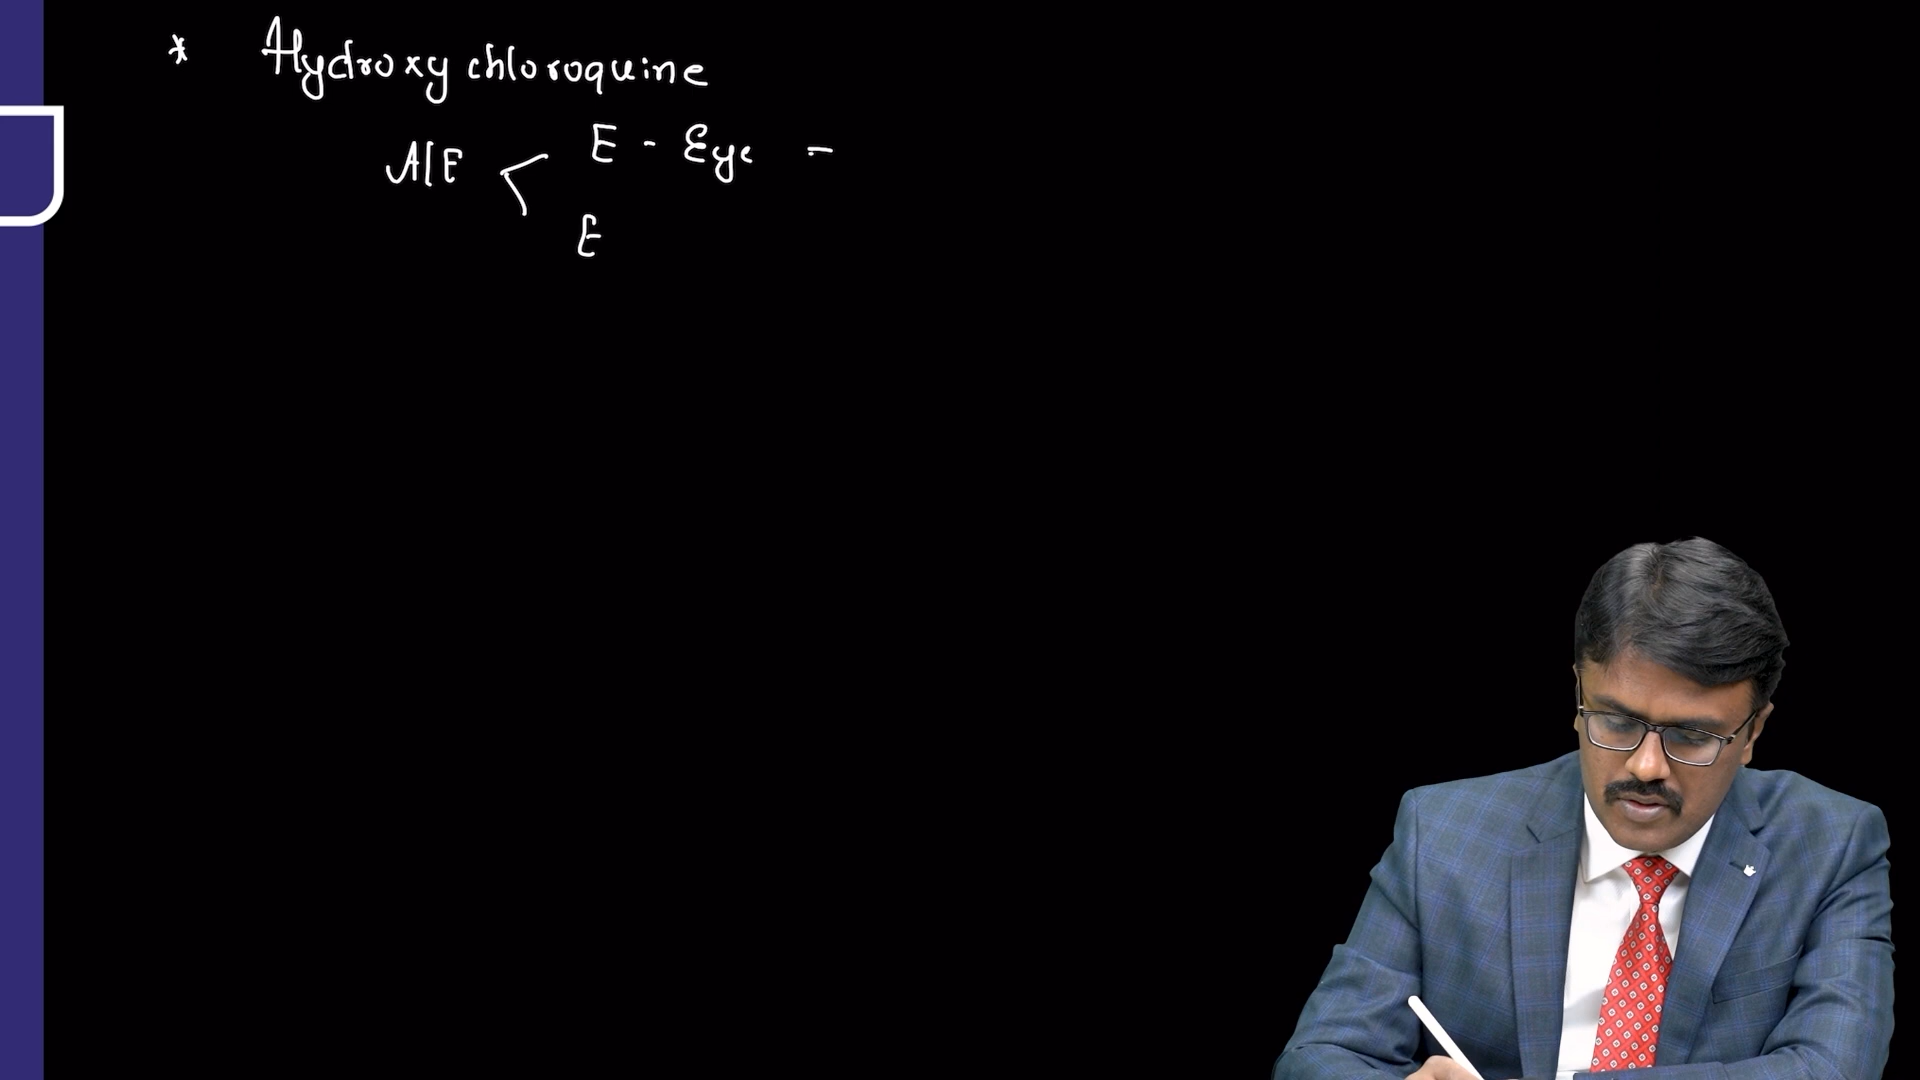 * Hydroxy chloroquine
A/E < E - Eye -
E